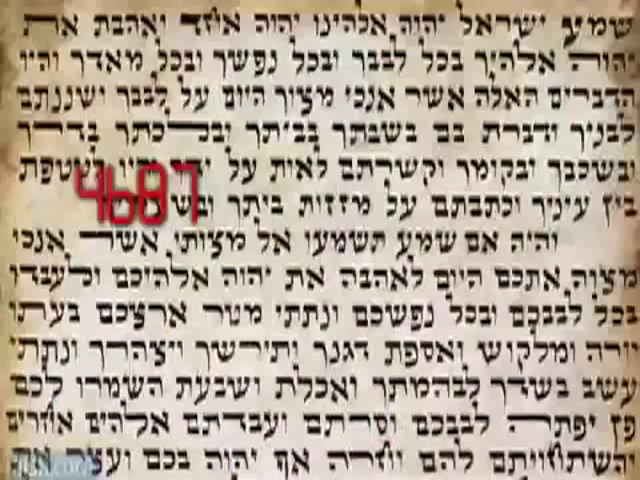 שמע ישראל יהוה אלהינו יהוה אחד ואהבת את
יהוה אלהיך בכל לבבך ובכל נפשך ובכל מאדך והיו
הדברים האלה אשר אנכי מצוך היום על לבבך ושננתם
לבניך ודברת בם בשבתך בביתך ובלכתך בדרך
ובשכבך ובקומך וקשרתם לאות על לטטפת
4687
בין עיניך וכתבתם על מזזות ביתך
והיה אם שמע תשמעו אל מצותי אשר אנכי
מצוה אתכם היום לאהבה את יהוה אלהיכם ולעבדו
בכל לבבכם ובכל נפשכם ונתתי מטר ארצכם בעתו
יורה ומלקוש ואספת דגנך ותירשך ויצהרך ונתתי
עשב בשדך לבהמתך ואכלת ושבעת השמרו לכם
פן יפתה לבבכם וסרתם ועבדתם אלהים אחרים
והשתחויתם להם וחרה אף יהוה בכם ועצר את